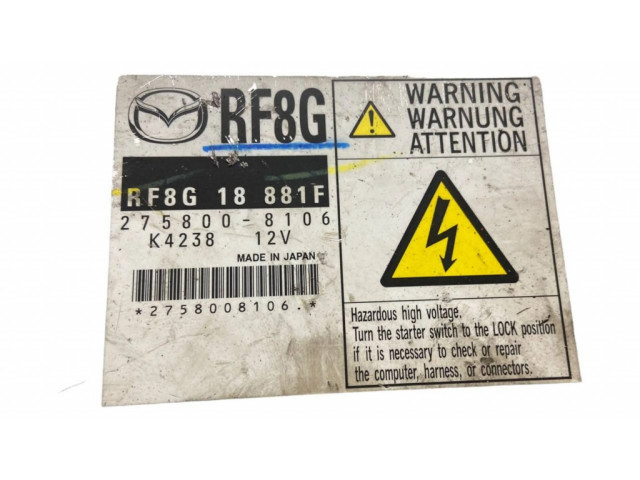 RF8G
RF8G 18 881F
275800-8106
K4238 12V
MADE IN JAPAN
*2758008106.*
WARNING
WARNUNG
ATTENTION
Hazardous high voltage.
Turn the starter switch to the LOCK position
if it is necessary to check or repair
the computer, harness, or connectors.